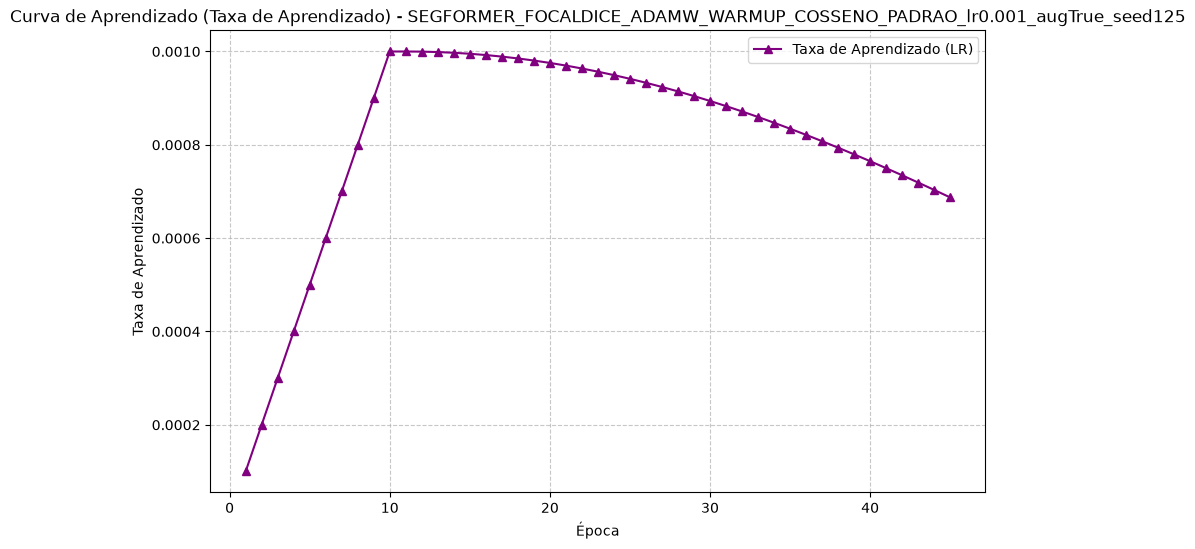 Curva de Aprendizado (Taxa de Aprendizado) - SEGFORMER_FOCALDICE_ADAMW_WARMUP_COSSENO_PADRAO_lr0.001_augTrue_seed125
Taxa de Aprendizado (LR)
0.0010
0.0008
0.0006
0.0004
0.0002
Taxa de Aprendizado
0 10 20 30 40
Época